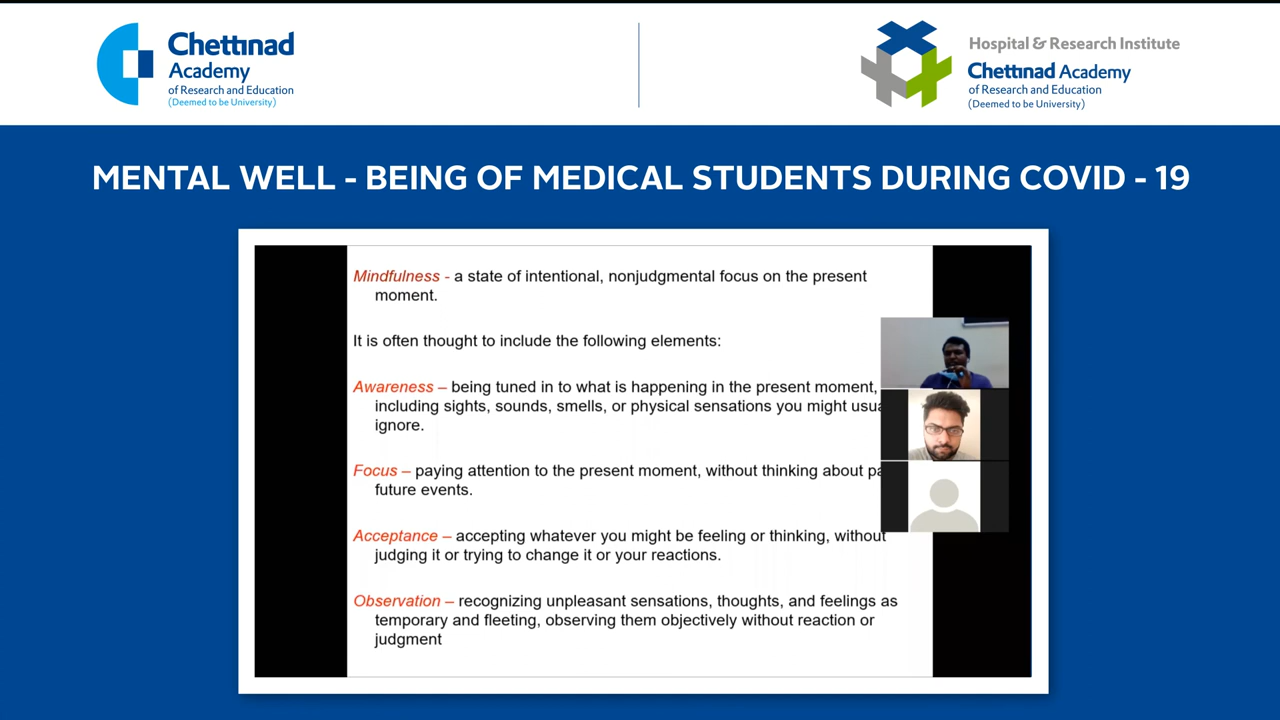 Chettinad
Academy
of Research and Education
(Deemed to be University)
Hospital & Research Institute
Chettinad Academy
of Research and Education
(Deemed to be University)
MENTAL WELL - BEING OF MEDICAL STUDENTS DURING COVID - 19
Mindfulness - a state of intentional, nonjudgmental focus on the present
moment.
It is often thought to include the following elements:
Awareness – being tuned in to what is happening in the present moment,
including sights, sounds, smells, or physical sensations you might
ignore.
Focus – paying attention to the present moment, without thinking about
future events.
Acceptance – accepting whatever you might be feeling or thinking, without
judging it or trying to change it or your reactions.
Observation – recognizing unpleasant sensations, thoughts, and feelings as
temporary and fleeting, observing them objectively without reaction or
judgment